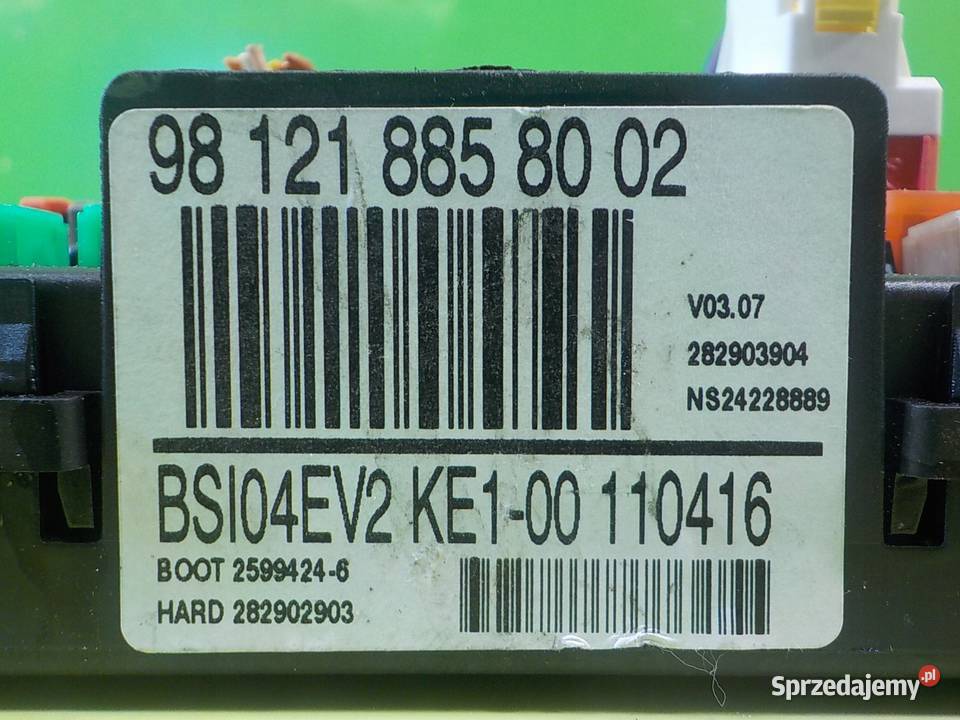 98 121 885 80 02
V03.07
282903904
NS24228889
BSI04EV2 KE1-00 110416
BOOT 2599424-6
HARD 282902903
Sprzedajemy.pl